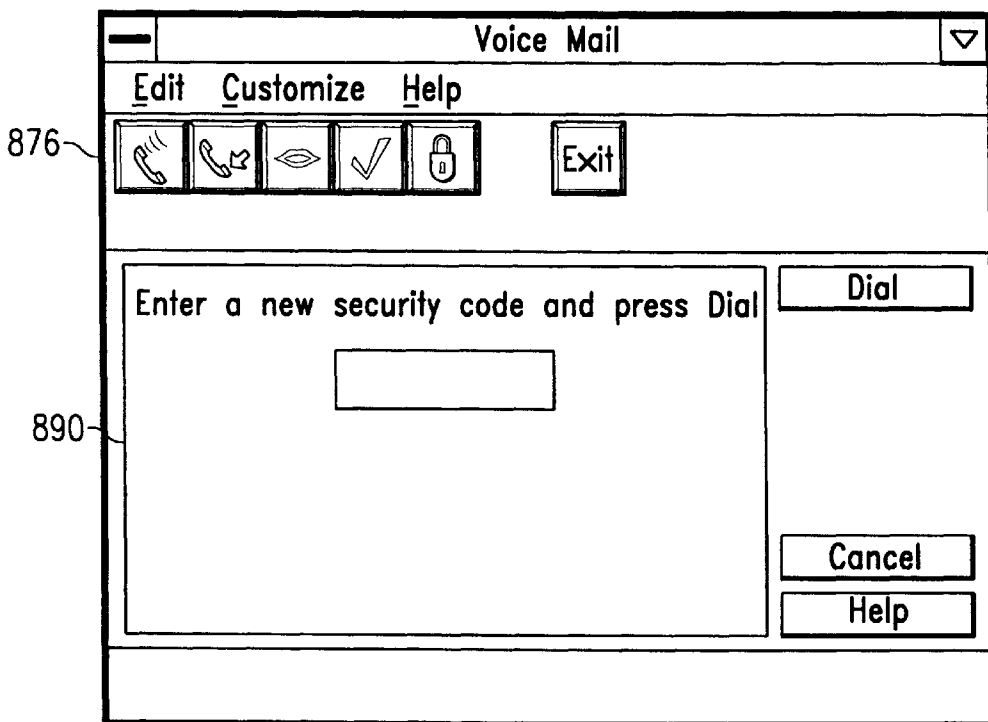 Voice Mail
Edit Customize Help
876
Exit
Enter a new security code and press Dial
Dial
890
Cancel
Help